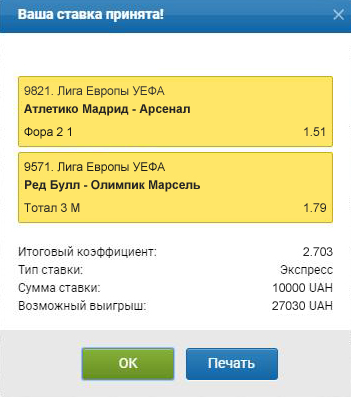 Ваша ставка принята!
9821. Лига Европы УЕФА
Атлетико Мадрид - Арсенал
Фора 2 1 1.51
9571. Лига Европы УЕФА
Ред Булл - Олимпик Марсель
Тотал 3 М 1.79
Итоговый коэффициент: 2.703
Тип ставки: Экспресс
Сумма ставки: 10000 UAH
Возможный выигрыш: 27030 UAH
OK Печать